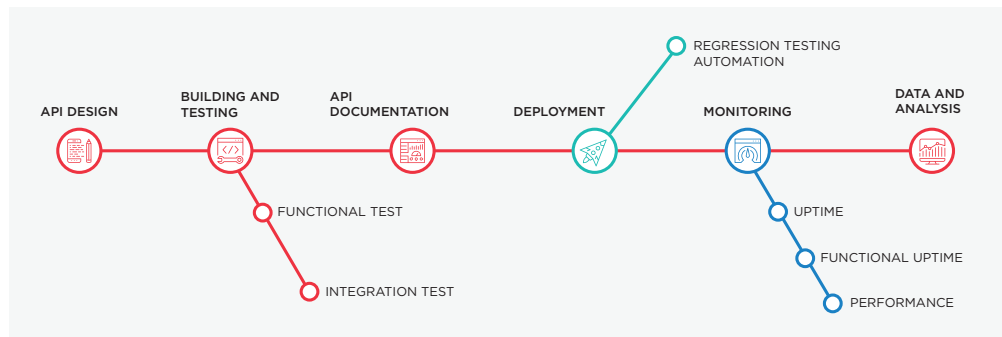 REGRESSION TESTING
AUTOMATION
API DESIGN
BUILDING AND
TESTING
API
DOCUMENTATION
DEPLOYMENT
MONITORING
DATA AND
ANALYSIS
FUNCTIONAL TEST
INTEGRATION TEST
UPTIME
FUNCTIONAL UPTIME
PERFORMANCE